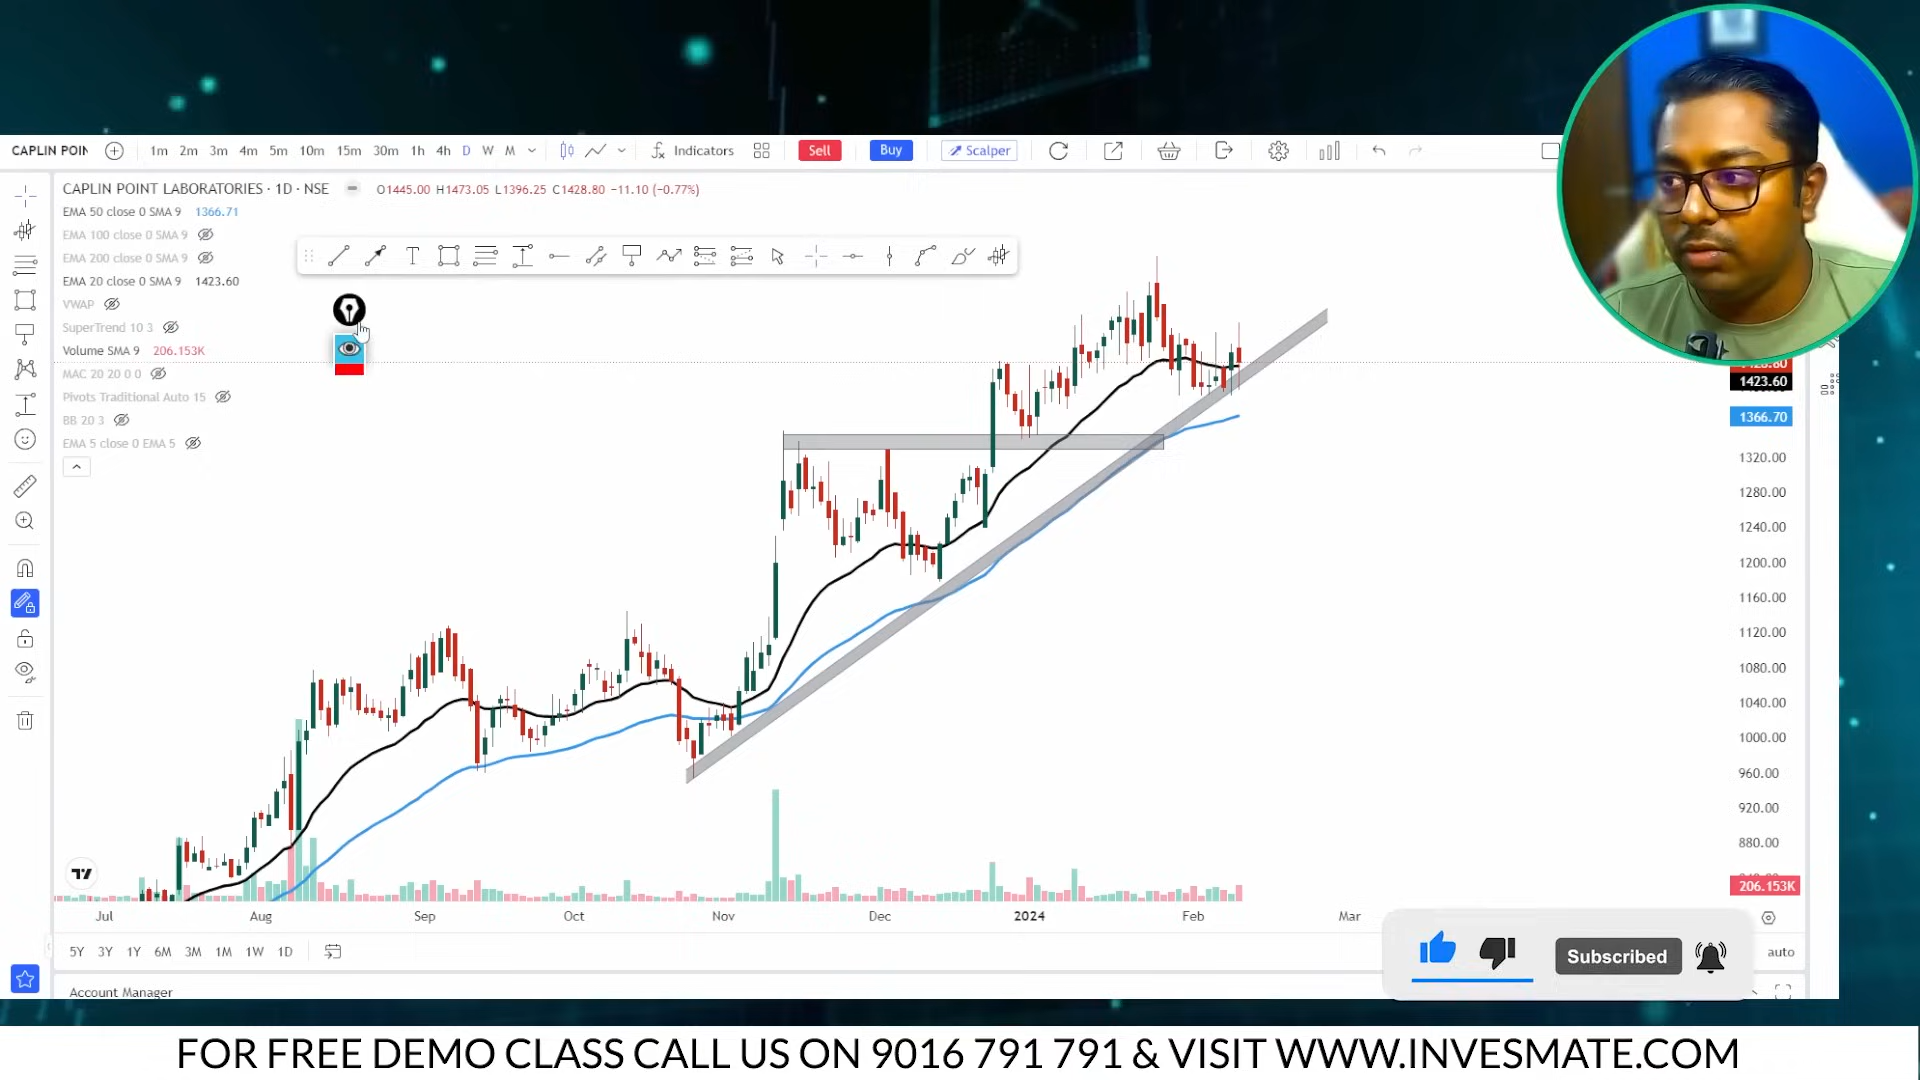 CAPLIN POIN
1m 2m 3m 4m 5m 10m 15m 30m 1h 4h D W M
Indicators
Sell
Buy
Scalper
CAPLIN POINT LABORATORIES · 1D · NSE
O1445.00 H1473.05 L1396.25 C1428.80 −11.10 (−0.77%)
EMA 50 close 0 SMA 9 1366.71
EMA 100 close 0 SMA 9
EMA 200 close 0 SMA 9
EMA 20 close 0 SMA 9 1423.60
VWAP
SuperTrend 10 3
Volume SMA 9 206.153K
MAC 20 20 0 0
Pivots Traditional Auto 15
BB 20 3
EMA 5 close 0 EMA 5
T
1428.80
1423.60
1366.70
1320.00
1280.00
1240.00
1200.00
1160.00
1120.00
1080.00
1040.00
1000.00
960.00
920.00
880.00
206.153K
Jul Aug Sep Oct Nov Dec 2024 Feb Mar
5Y 3Y 1Y 6M 3M 1M 1W 1D
auto
Subscribed
Account Manager
FOR FREE DEMO CLASS CALL US ON 9016 791 791 & VISIT WWW.INVESMATE.COM